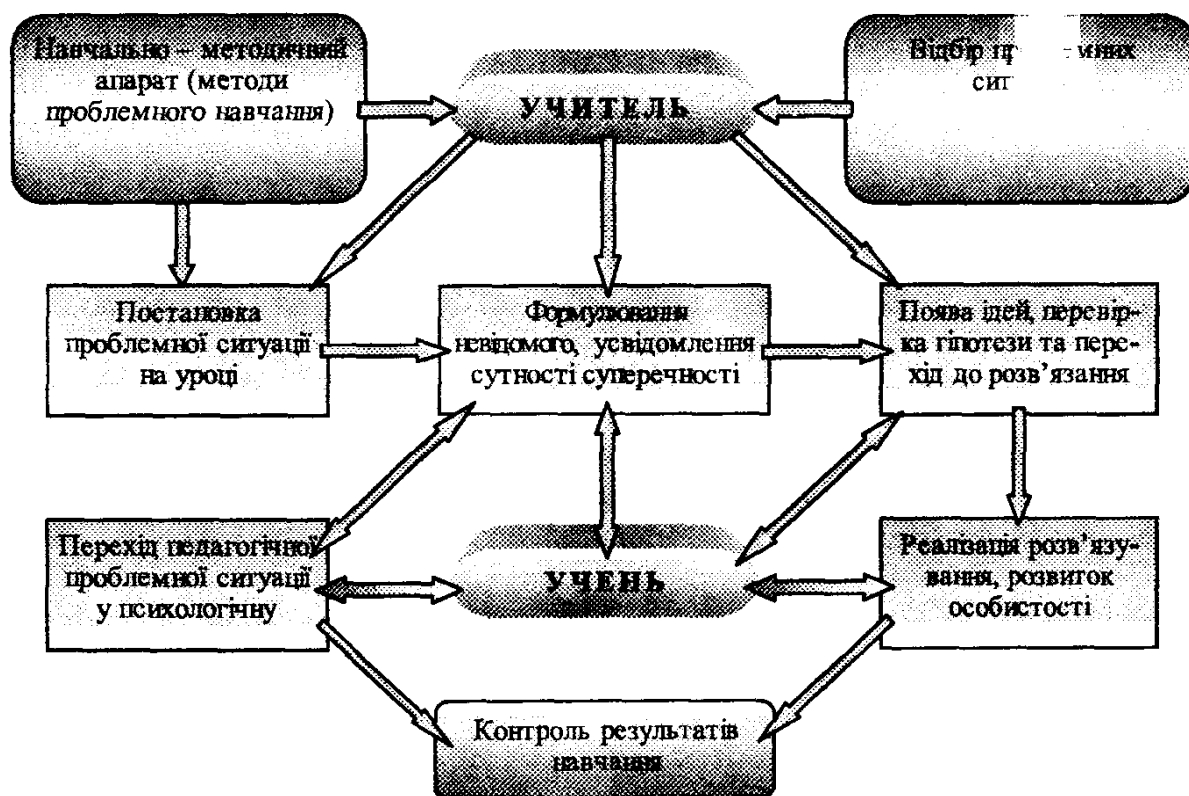 Навчально – методичний
апарат (методи
проблемного навчання)
УЧИТЕЛЬ
Відбір
Постановка
проблемної ситуації
на уроці
Формулювання
невідомого, усвідомлення
сутності суперечності
Поява ідей, перевір-
ка гіпотези та пере-
хід до розв’язання
Перехід педагогічної
проблемної ситуації
у психологічну
УЧЕНЬ
Реалізація розв’язу-
вання, розвиток
особистості
Контроль результатів
навчання